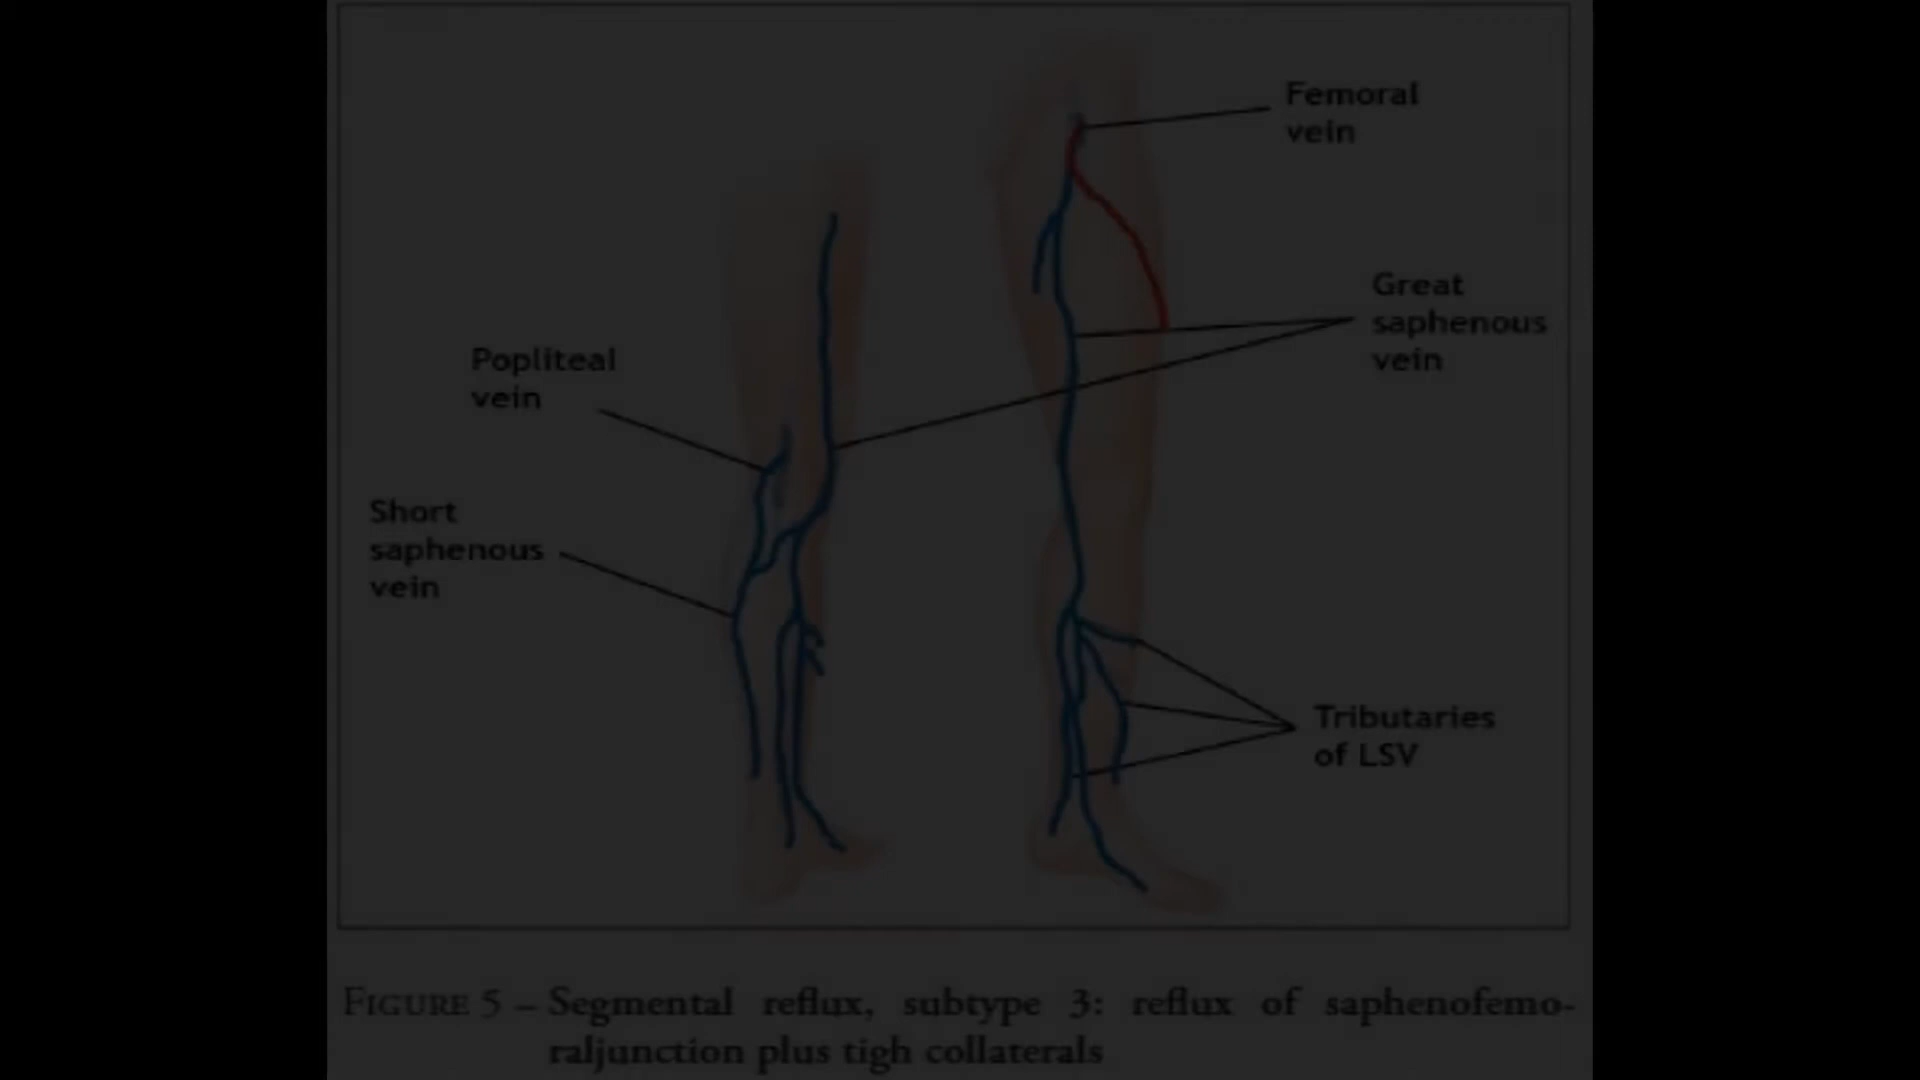 Femoral
vein
Great
saphenous
vein
Popliteal
vein
Short
saphenous
vein
Tributaries
of LSV
FIGURE 5 – Segmental reflux, subtype 3: reflux of saphenofemo-
raljunction plus tigh collaterals